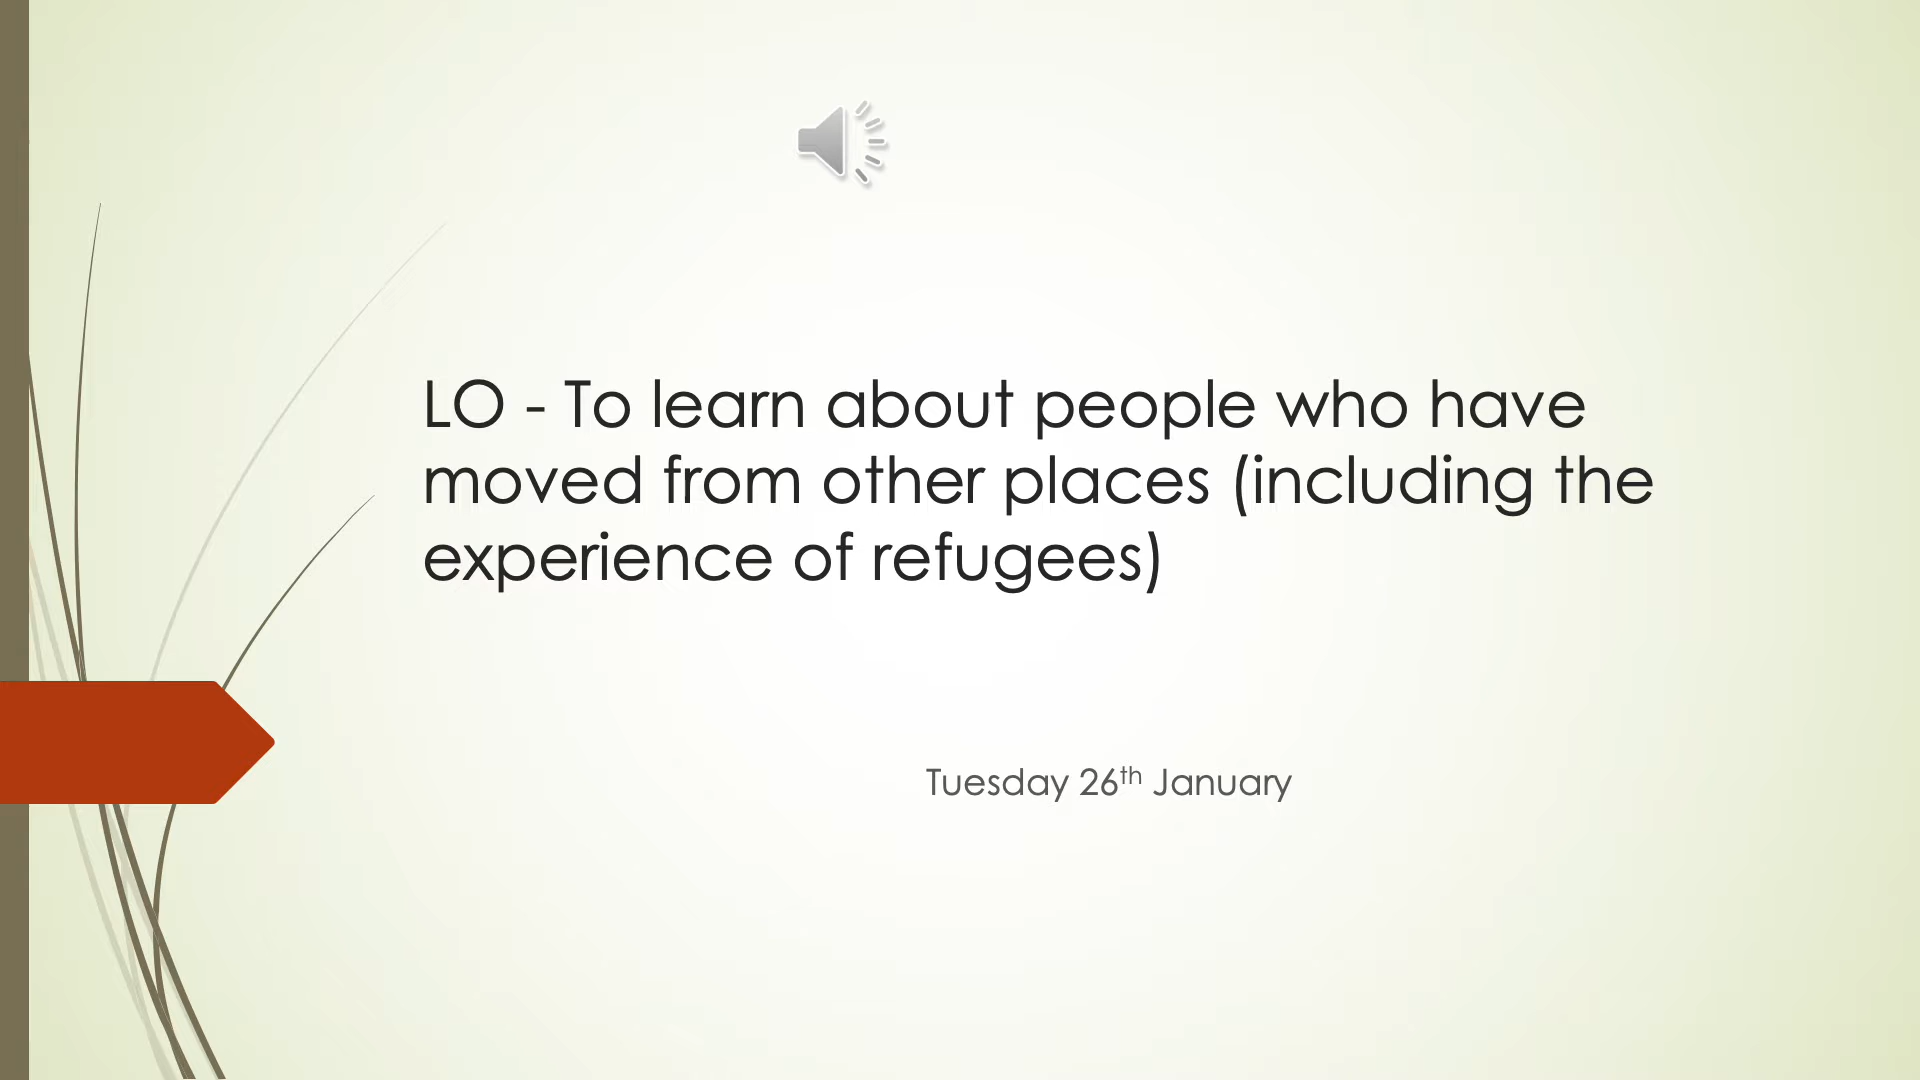 LO - To learn about people who have
moved from other places (including the
experience of refugees)
Tuesday 26th January